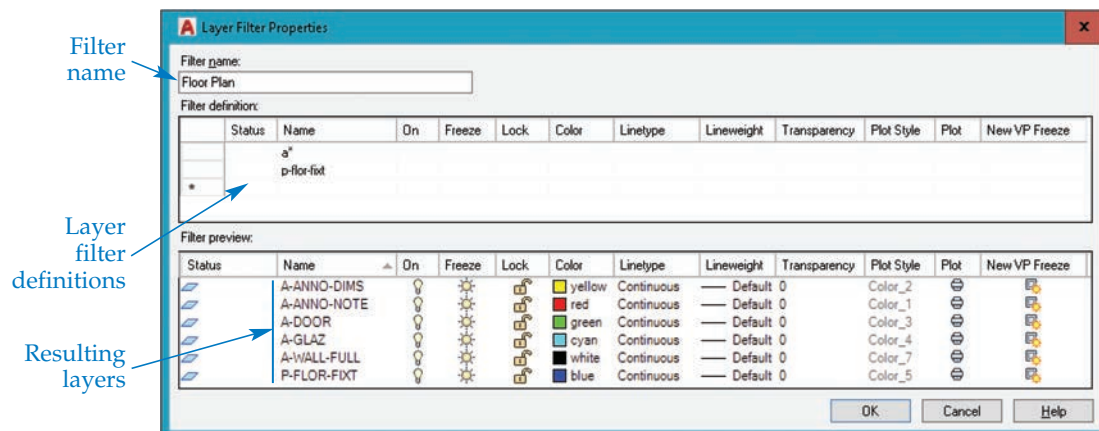 A Layer Filter Properties x
Filter name
Filter name:
Floor Plan
Filter definition:
Status Name On Freeze Lock Color Linetype Lineweight Transparency Plot Style Plot New VP Freeze
a*
p-flor-fixt
*
Layer filter definitions
Filter preview:
Status Name On Freeze Lock Color Linetype Lineweight Transparency Plot Style Plot New VP Freeze
A-ANNO-DIMS yellow Continuous Default 0 Color_2
A-ANNO-NOTE red Continuous Default 0 Color_1
A-DOOR green Continuous Default 0 Color_3
A-GLAZ cyan Continuous Default 0 Color_4
A-WALL-FULL white Continuous Default 0 Color_7
P-FLOR-FIXT blue Continuous Default 0 Color_5
Resulting layers
OK Cancel Help